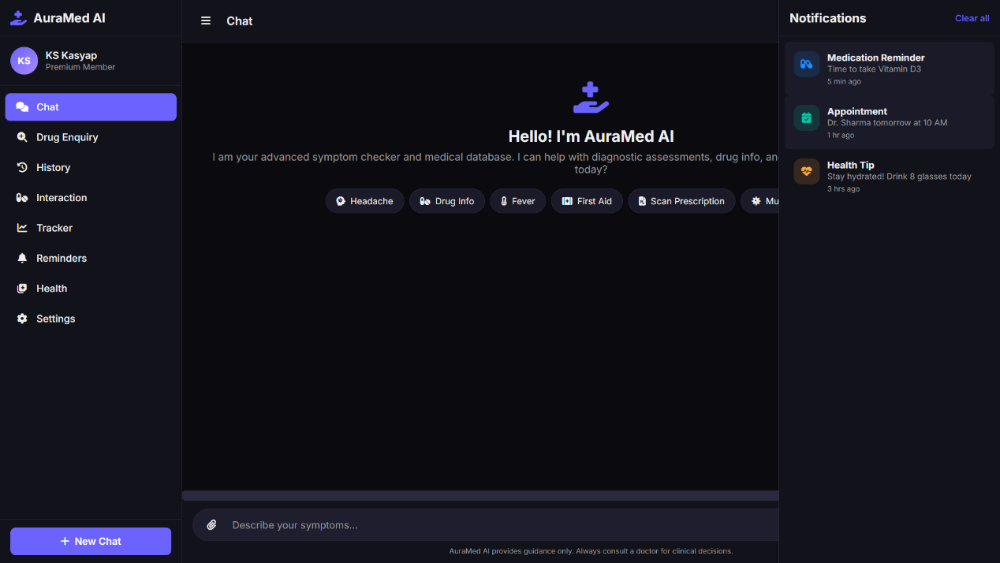 AuraMed AI
KS
KS Kasyap
Premium Member
Chat
Drug Enquiry
History
Interaction
Tracker
Reminders
Health
Settings
+ New Chat
Chat
Hello! I'm AuraMed AI
I am your advanced symptom checker and medical database. I can help with diagnostic assessments, drug info, an
today?
Headache
Drug Info
Fever
First Aid
Scan Prescription
Mu
Describe your symptoms...
AuraMed AI provides guidance only. Always consult a doctor for clinical decisions.
Notifications
Clear all
Medication Reminder
Time to take Vitamin D3
5 min ago
Appointment
Dr. Sharma tomorrow at 10 AM
1 hr ago
Health Tip
Stay hydrated! Drink 8 glasses today
3 hrs ago